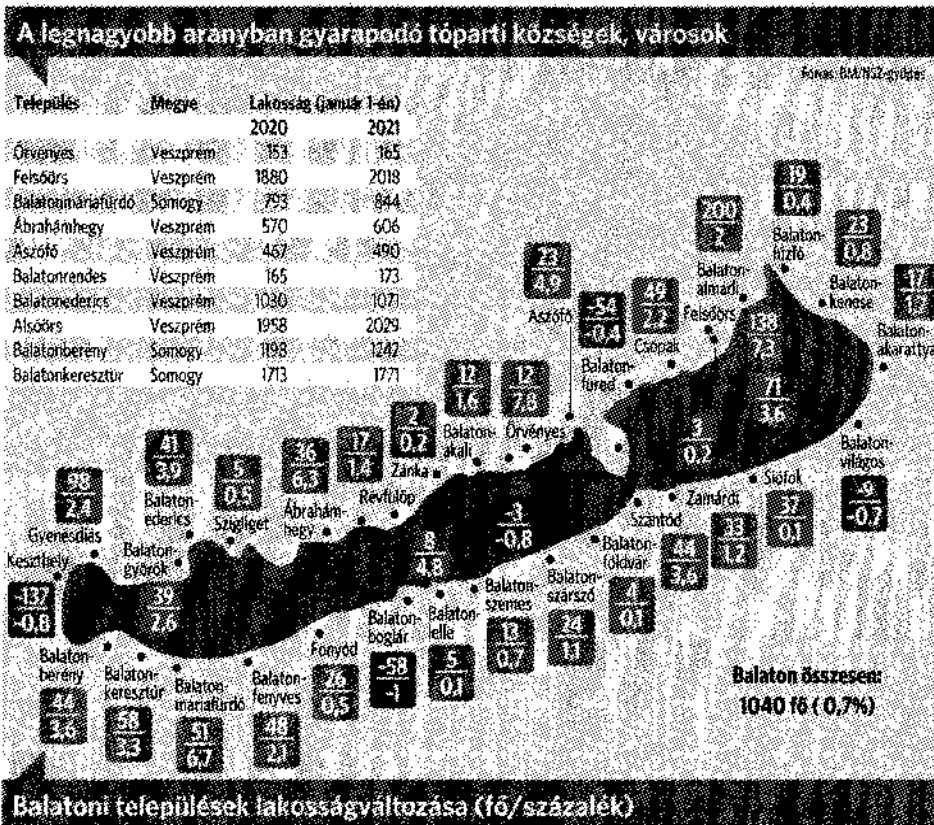 A legnagyobb arányban gyarapodó tóparti községek, városok
Forrás: BM/NSZ-gyűjtés
Település Megye Lakosság (január 1-én)
2020 2021
Örvényes Veszprém 153 165
Felsőörs Veszprém 1880 2018
Balatonmáriafürdő Somogy 793 844
Ábrahámhegy Veszprém 570 606
Aszófő Veszprém 467 490
Balatonrendes Veszprém 165 173
Balatonederics Veszprém 1030 1071
Alsóörs Veszprém 1958 2029
Balatonberény Somogy 1198 1242
Balatonkeresztúr Somogy 1713 1771
19
0,4
Balaton-
fűzfő
200
2
Balaton-
almádi
23
0,8
Balaton-
kenese
17
1,3
Balaton-
akarattya
23
4,9
Aszófő
-54
-0,4
Balaton-
füred
49
2,2
Csopak
Felsőörs
138
7,3
71
3,6
12
1,6
Balaton-
akali
12
7,8
Örvényes
2
0,2
Zánka
17
1,4
Révfülöp
36
6,3
Ábrahám-
hegy
5
0,5
Szigliget
41
3,9
Balaton-
ederics
98
2,4
Gyenesdiás
Keszthely
-137
-0,8
Balaton-
györök
39
2,6
8
4,8
-3
-0,8
3
0,2
Balaton-
világos
-9
-0,7
Siófok
37
0,1
Zamárdi
33
1,2
Szántód
44
3,6
Balaton-
földvár
4
0,1
Balaton-
szárszó
24
1,1
Balaton-
szemes
13
0,7
Balaton-
lelle
5
0,1
Balaton-
boglár
-58
-1
Fonyód
26
0,5
Balaton-
fenyves
48
2,1
Balaton-
máriafürdő
51
6,7
Balaton-
keresztúr
58
3,3
Balaton-
berény
44
3,6
Balaton összesen:
1040 fő (0,7%)
Balatoni települések lakosságváltozása (fő/százalék)